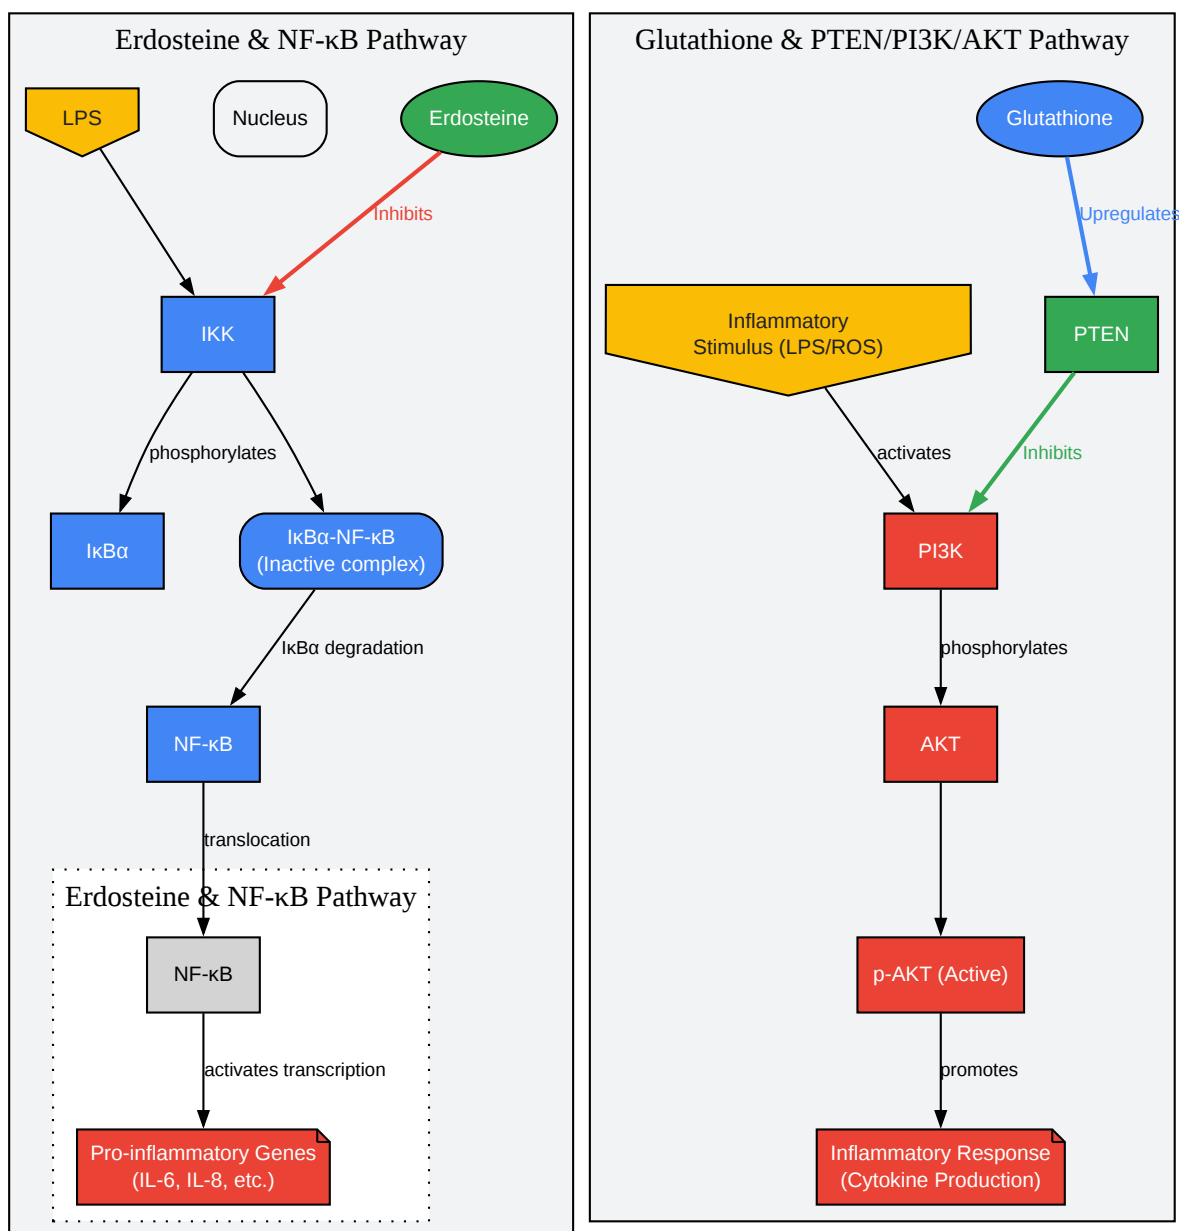 Erdosteine & NF-κB Pathway
LPS
Nucleus
Erdosteine
Inhibits
IKK
phosphorylates
IκBα
IκBα-NF-κB
(Inactive complex)
IκBα degradation
NF-κB
translocation
Erdosteine & NF-κB Pathway
NF-κB
activates transcription
Pro-inflammatory Genes
(IL-6, IL-8, etc.)
Glutathione & PTEN/PI3K/AKT Pathway
Glutathione
Upregulates
Inflammatory
Stimulus (LPS/ROS)
PTEN
activates
Inhibits
PI3K
phosphorylates
AKT
p-AKT (Active)
promotes
Inflammatory Response
(Cytokine Production)